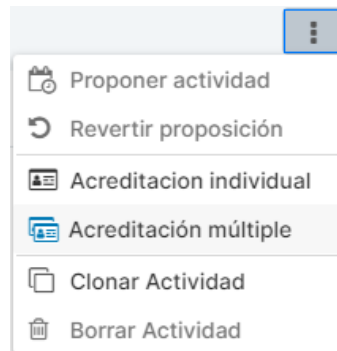 Proponer actividad
Revertir proposición
Acreditacion individual
Acreditación múltiple
Clonar Actividad
Borrar Actividad